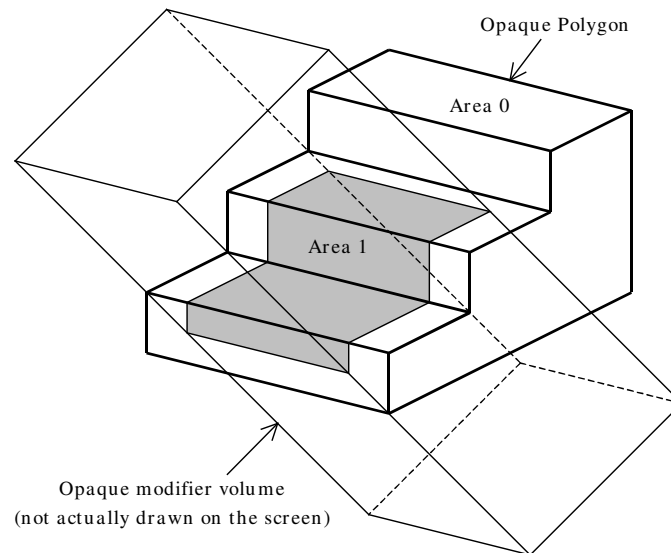 Opaque Polygon
Area 0
Area 1
Opaque modifier volume
(not actually drawn on the screen)